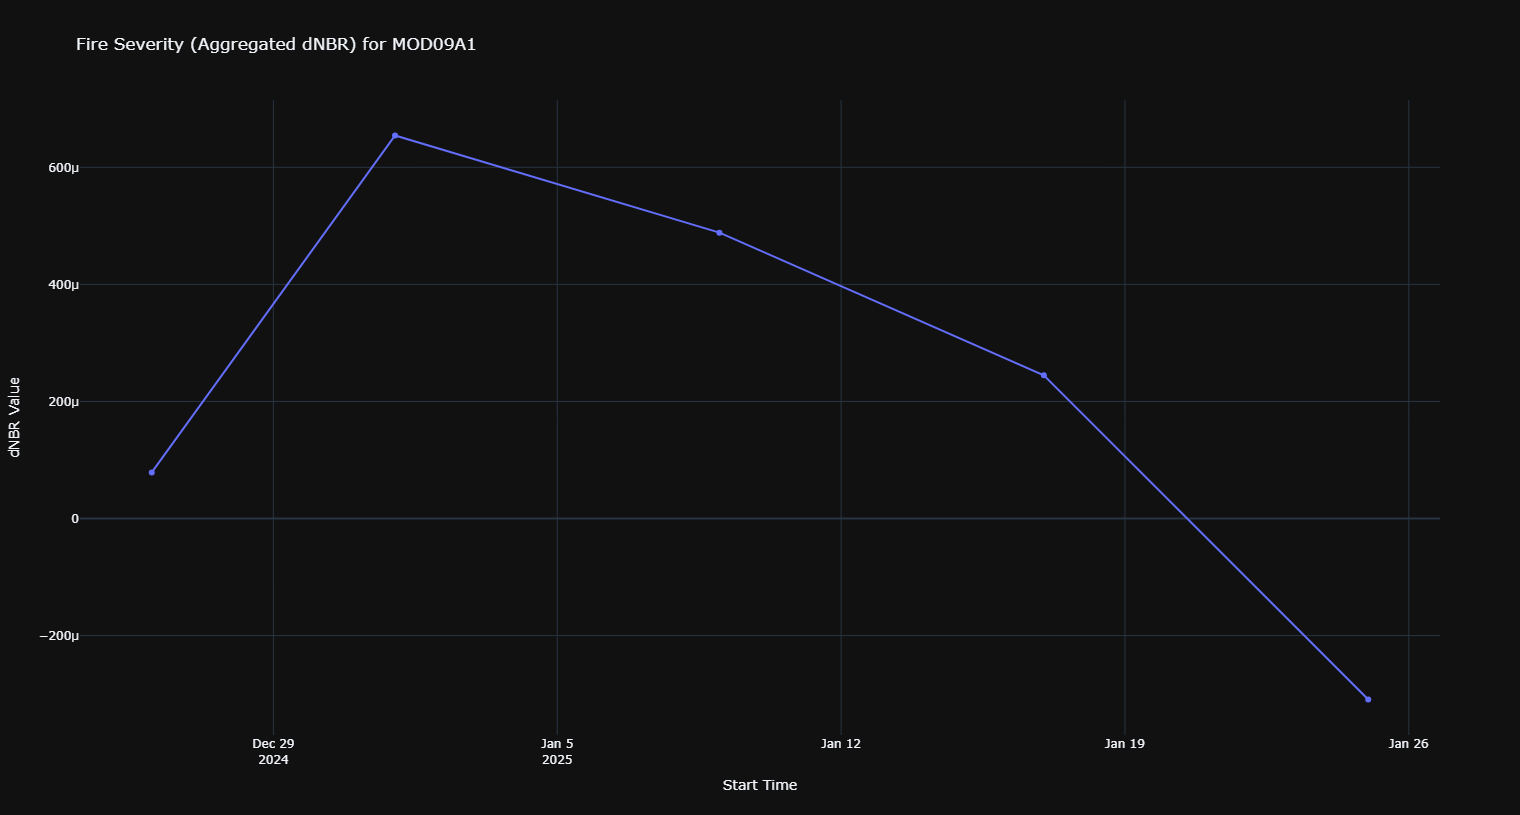 Fire Severity (Aggregated dNBR) for MOD09A1
600μ
400μ
200μ
0
−200μ
dNBR Value
Dec 29
2024
Jan 5
2025
Jan 12
Jan 19
Jan 26
Start Time